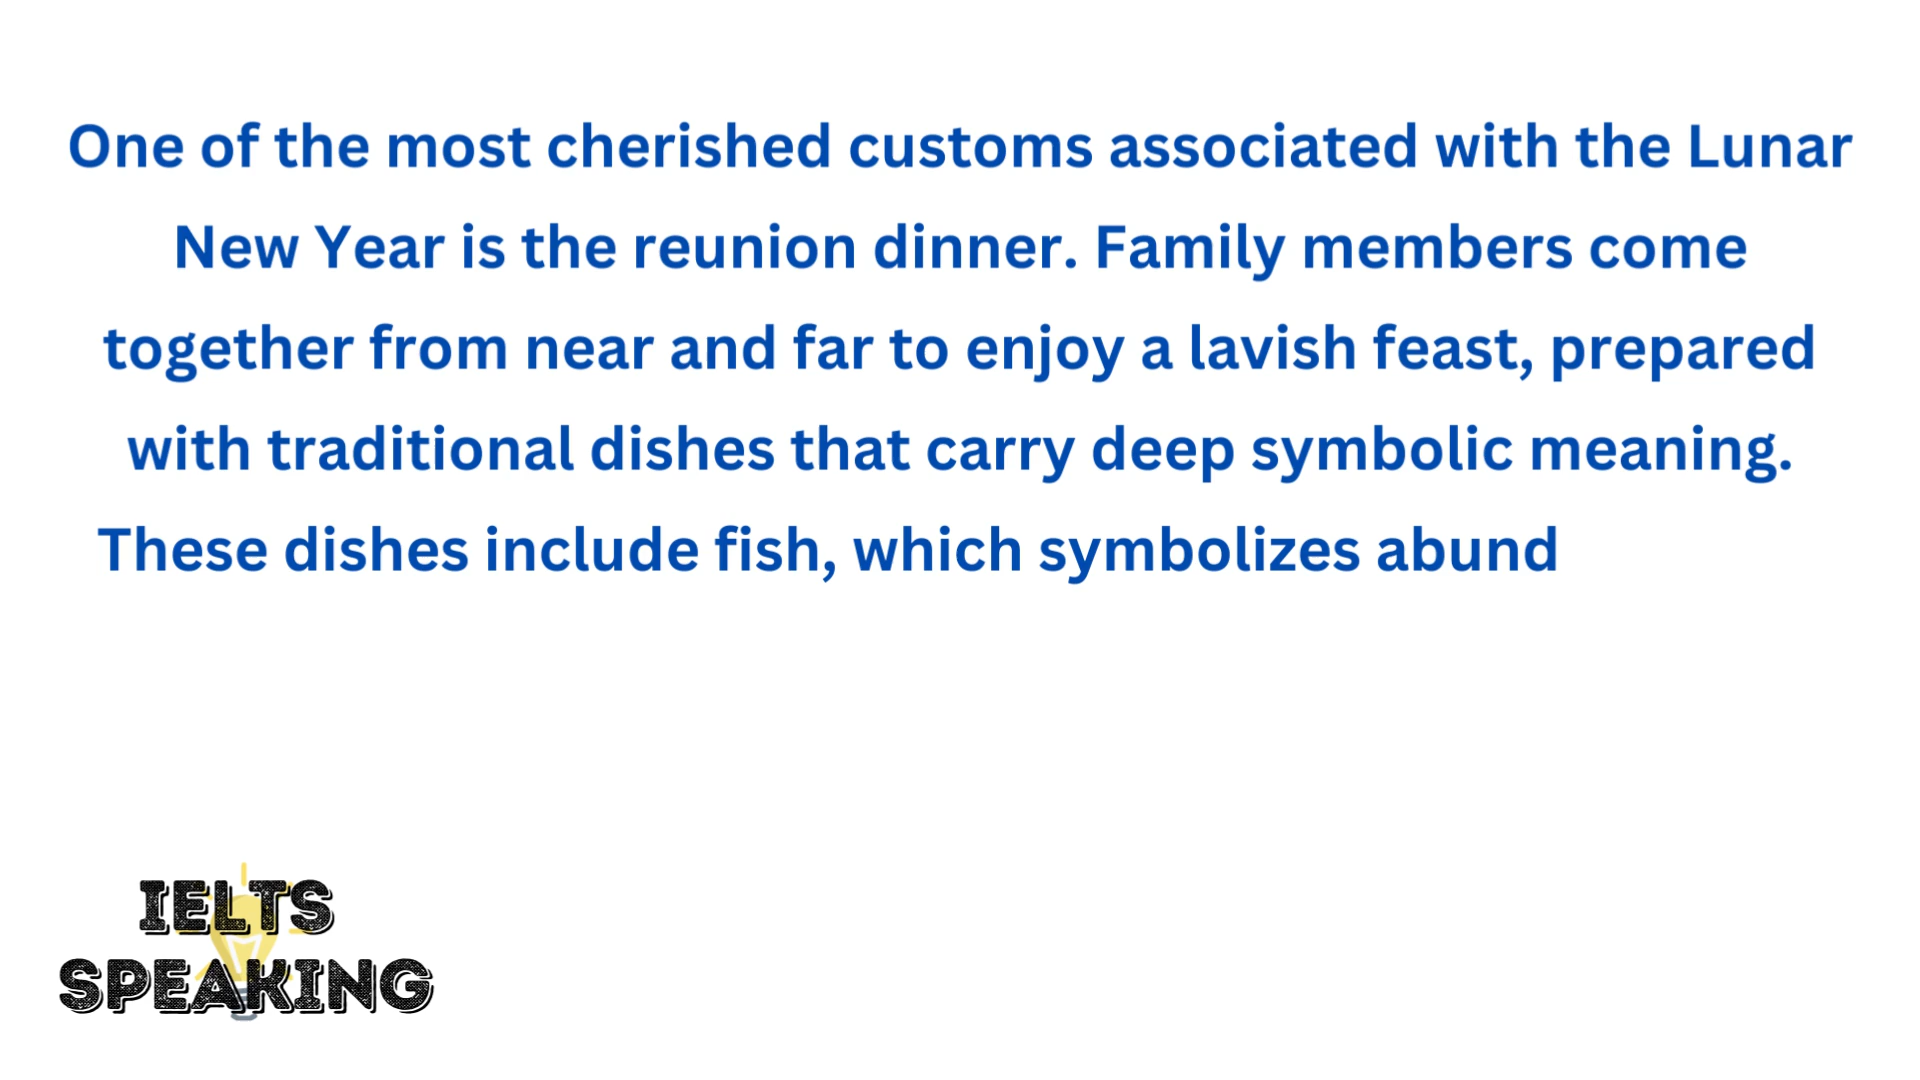 One of the most cherished customs associated with the Lunar
New Year is the reunion dinner. Family members come
together from near and far to enjoy a lavish feast, prepared
with traditional dishes that carry deep symbolic meaning.
These dishes include fish, which symbolizes abund
IELTS
SPEAKING